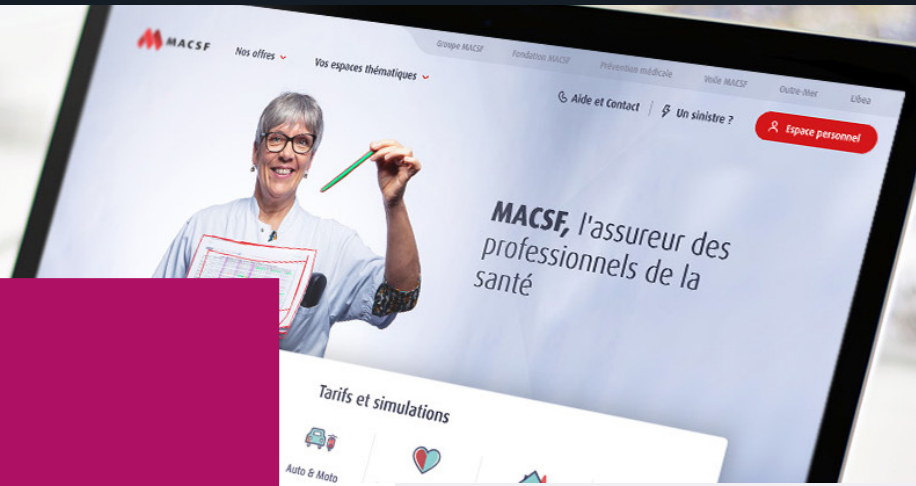 MACSF
Nos offres
Vos espaces thématiques
Groupe MACSF
Fondation MACSF
Prévention médicale
Voile MACSF
Outre-Mer
Libea
Aide et Contact
Un sinistre ?
Espace personnel
MACSF, l'assureur des
professionnels de la
santé
Tarifs et simulations
Auto & Moto